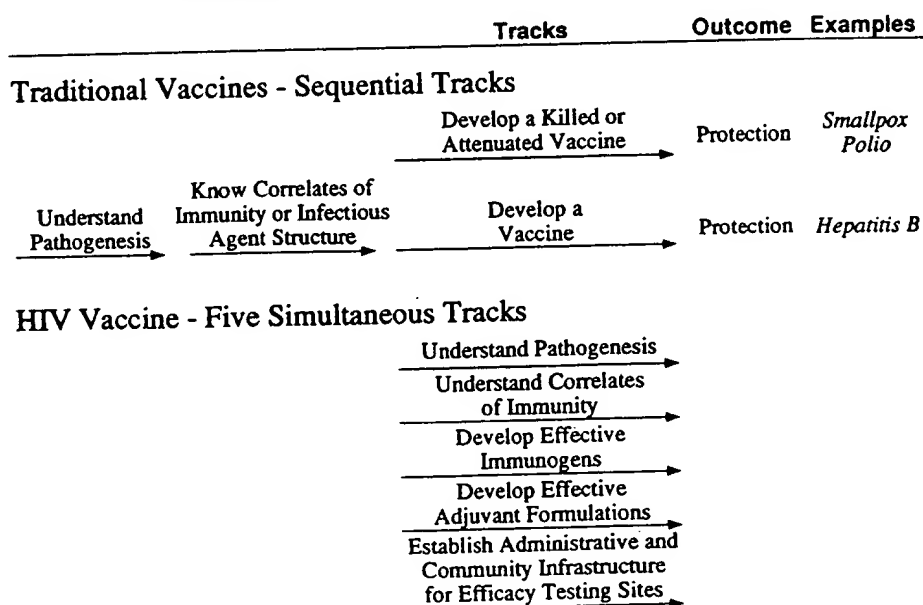 Tracks Outcome Examples
Traditional Vaccines - Sequential Tracks
Develop a Killed or
Attenuated Vaccine
Protection
Smallpox
Polio
Understand
Pathogenesis
Know Correlates of
Immunity or Infectious
Agent Structure
Develop a
Vaccine
Protection
Hepatitis B
HIV Vaccine - Five Simultaneous Tracks
Understand Pathogenesis
Understand Correlates
of Immunity
Develop Effective
Immunogens
Develop Effective
Adjuvant Formulations
Establish Administrative and
Community Infrastructure
for Efficacy Testing Sites